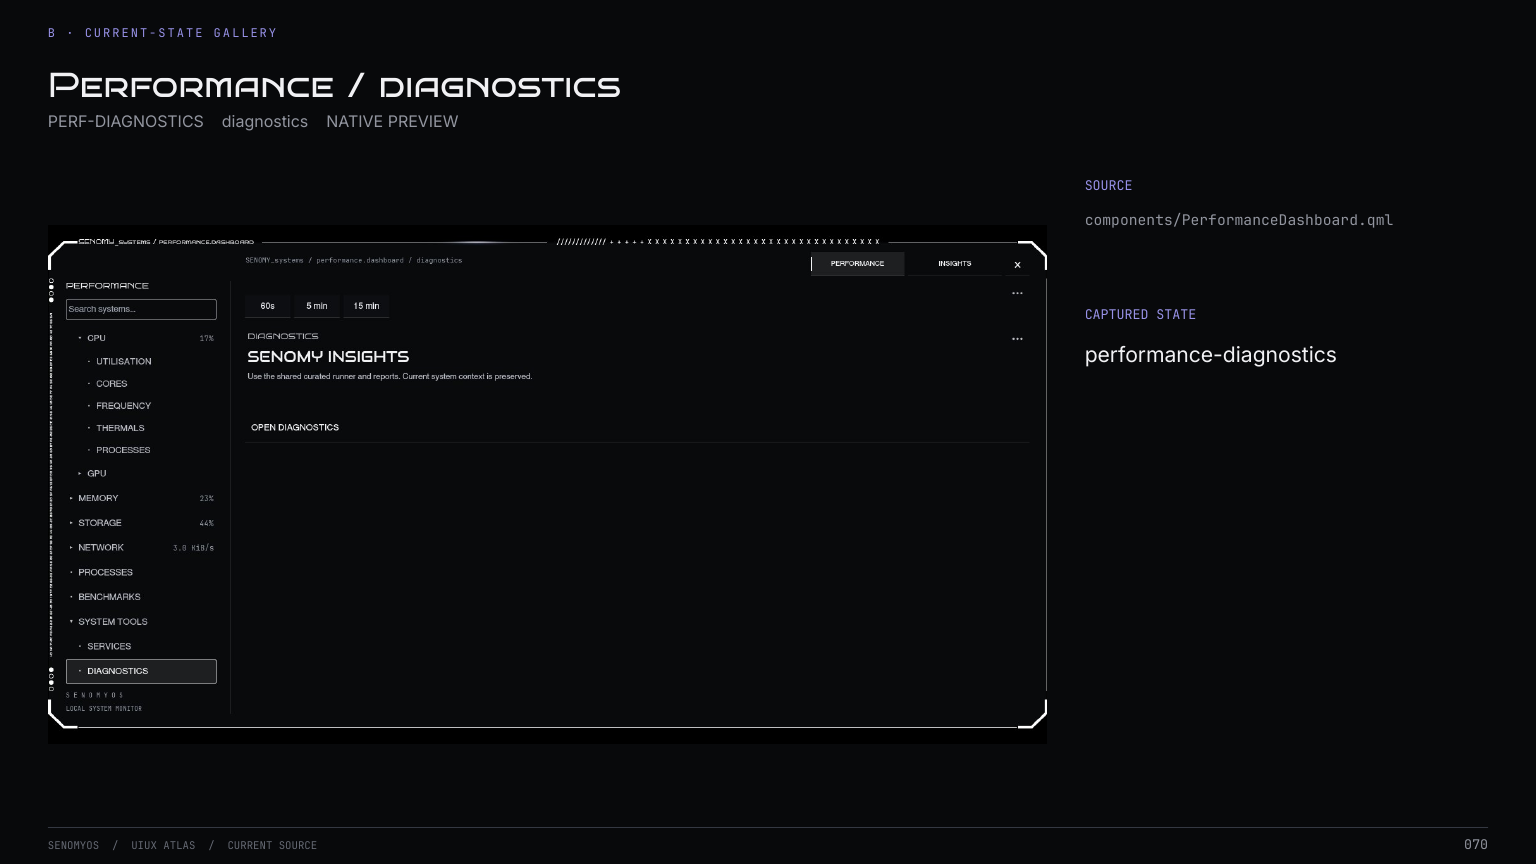 B · CURRENT-STATE GALLERY
PERFORMANCE / DIAGNOSTICS
PERF-DIAGNOSTICS diagnostics NATIVE PREVIEW
SOURCE
components/PerformanceDashboard.qml
CAPTURED STATE
performance-diagnostics
SENOMY_SYSTEMS / PERFORMANCE.DASHBOARD
///////////// + + + + + X X X X X X X X X X X X X X X X X X X X X X X X X X X X X X X
SENOMY_systems / performance.dashboard / diagnostics
PERFORMANCE
INSIGHTS
X
PERFORMANCE
Search systems...
CPU 17%
UTILISATION
CORES
FREQUENCY
THERMALS
PROCESSES
GPU
MEMORY 23%
STORAGE 44%
NETWORK 3.0 KiB/s
PROCESSES
BENCHMARKS
SYSTEM TOOLS
SERVICES
DIAGNOSTICS
SENOMYOS
LOCAL SYSTEM MONITOR
60s
5 min
15 min
DIAGNOSTICS
SENOMY INSIGHTS
Use the shared curated runner and reports. Current system context is preserved.
OPEN DIAGNOSTICS
SENOMYOS / UIUX ATLAS / CURRENT SOURCE
070